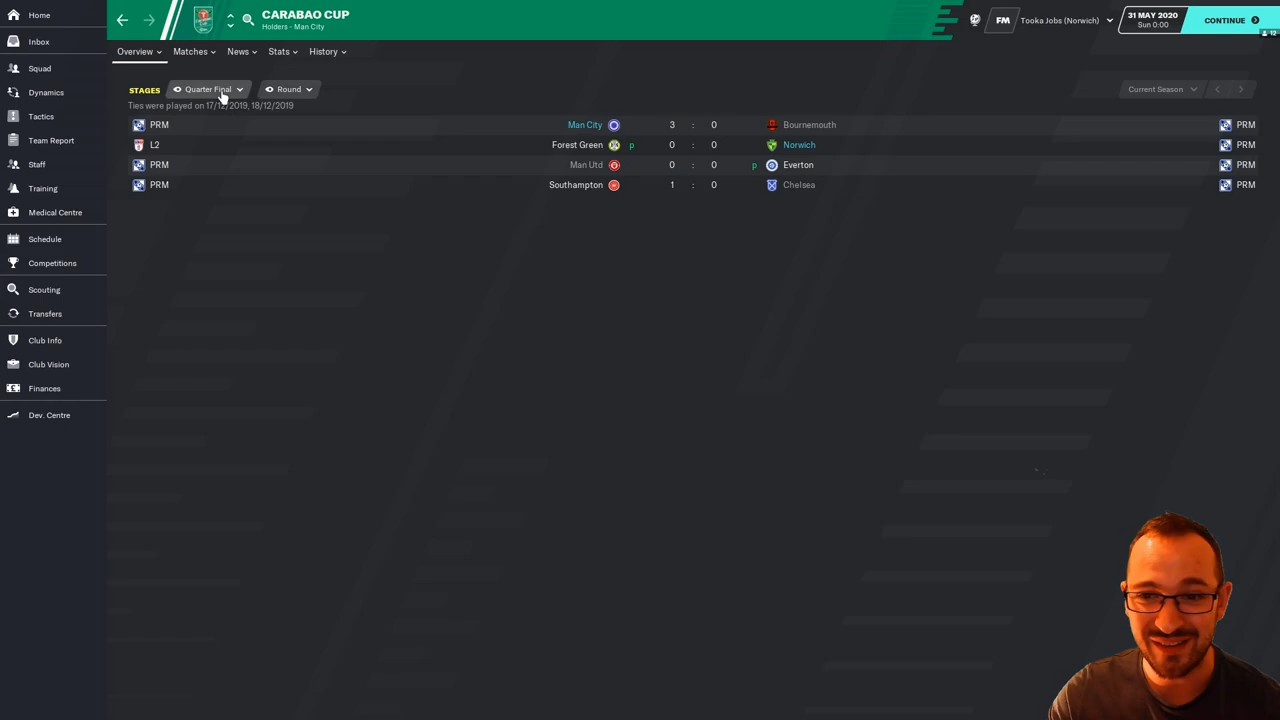 Home
Inbox
Squad
Dynamics
Tactics
Team Report
Staff
Training
Medical Centre
Schedule
Competitions
Scouting
Transfers
Club Info
Club Vision
Finances
Dev. Centre
CARABAO CUP
Holders - Man City
FM
Tooka Jobs (Norwich)
31 MAY 2020
Sun 0:00
CONTINUE
12
Overview Matches News Stats History
STAGES Quarter Final Round Current Season
Ties were played on 17/12/2019, 18/12/2019
PRM Man City 3 : 0 Bournemouth PRM
L2 Forest Green p 0 : 0 Norwich PRM
PRM Man Utd 0 : 0 p Everton PRM
PRM Southampton 1 : 0 Chelsea PRM